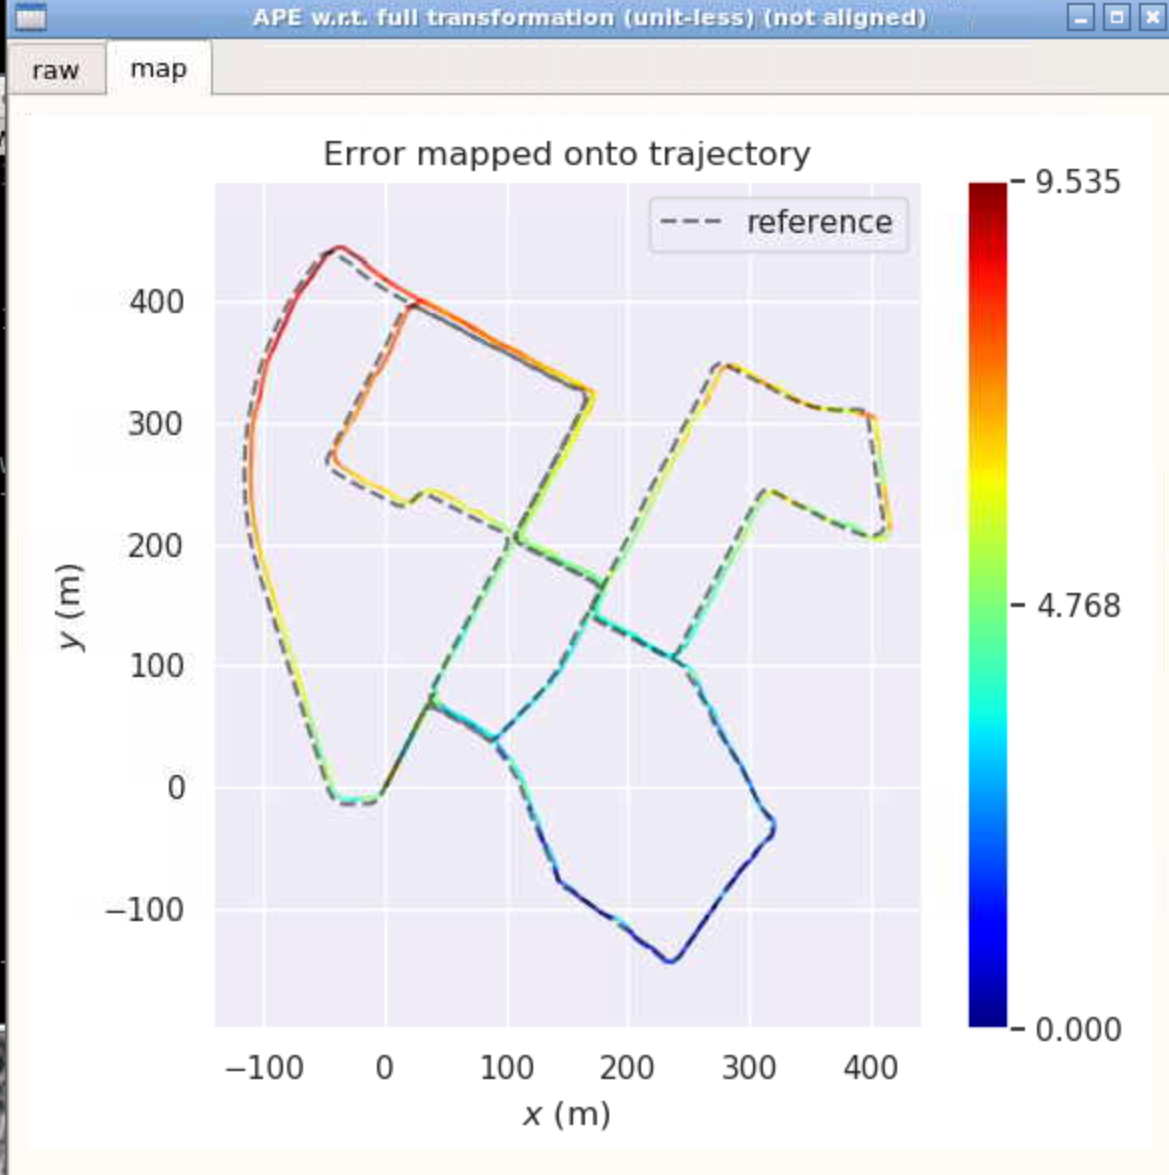 APE w.r.t. full transformation (unit-less) (not aligned)
raw
map
Error mapped onto trajectory
reference
9.535
4.768
0.000
400
300
200
100
0
−100
y (m)
−100
0
100
200
300
400
x (m)